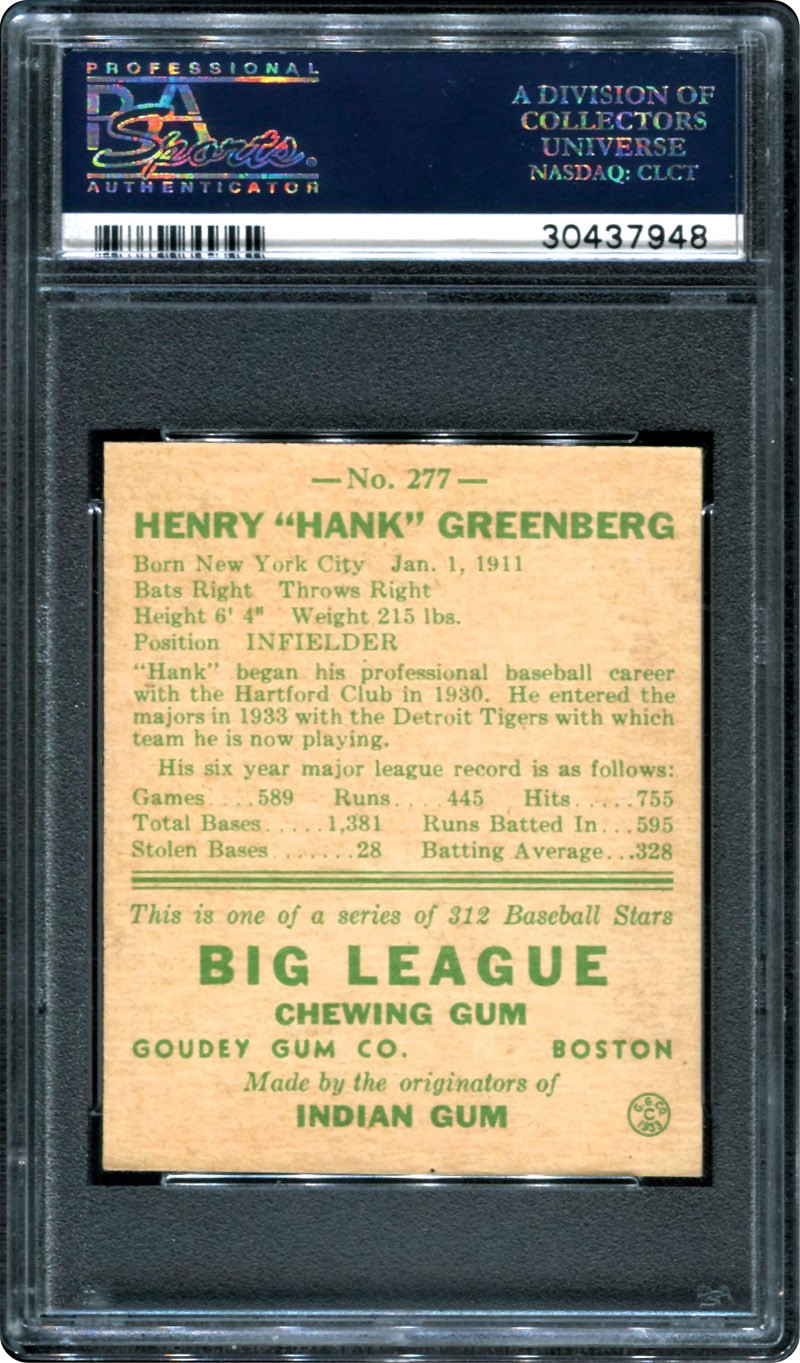 PROFESSIONAL
PSA
Sports.
AUTHENTICATOR
A DIVISION OF
COLLECTORS
UNIVERSE
NASDAQ: CLCT
30437948
—No. 277—
HENRY “HANK” GREENBERG
Born New York City Jan. 1, 1911
Bats Right Throws Right
Height 6' 4" Weight 215 lbs.
Position INFIELDER
“Hank” began his professional baseball career
with the Hartford Club in 1930. He entered the
majors in 1933 with the Detroit Tigers with which
team he is now playing.
His six year major league record is as follows:
Games....589 Runs.....445 Hits.....755
Total Bases.....1,381 Runs Batted In...595
Stolen Bases.......28 Batting Average...328
This is one of a series of 312 Baseball Stars
BIG LEAGUE
CHEWING GUM
GOUDEY GUM CO. BOSTON
Made by the originators of
INDIAN GUM
G. G. CO.
C
1933
PSA